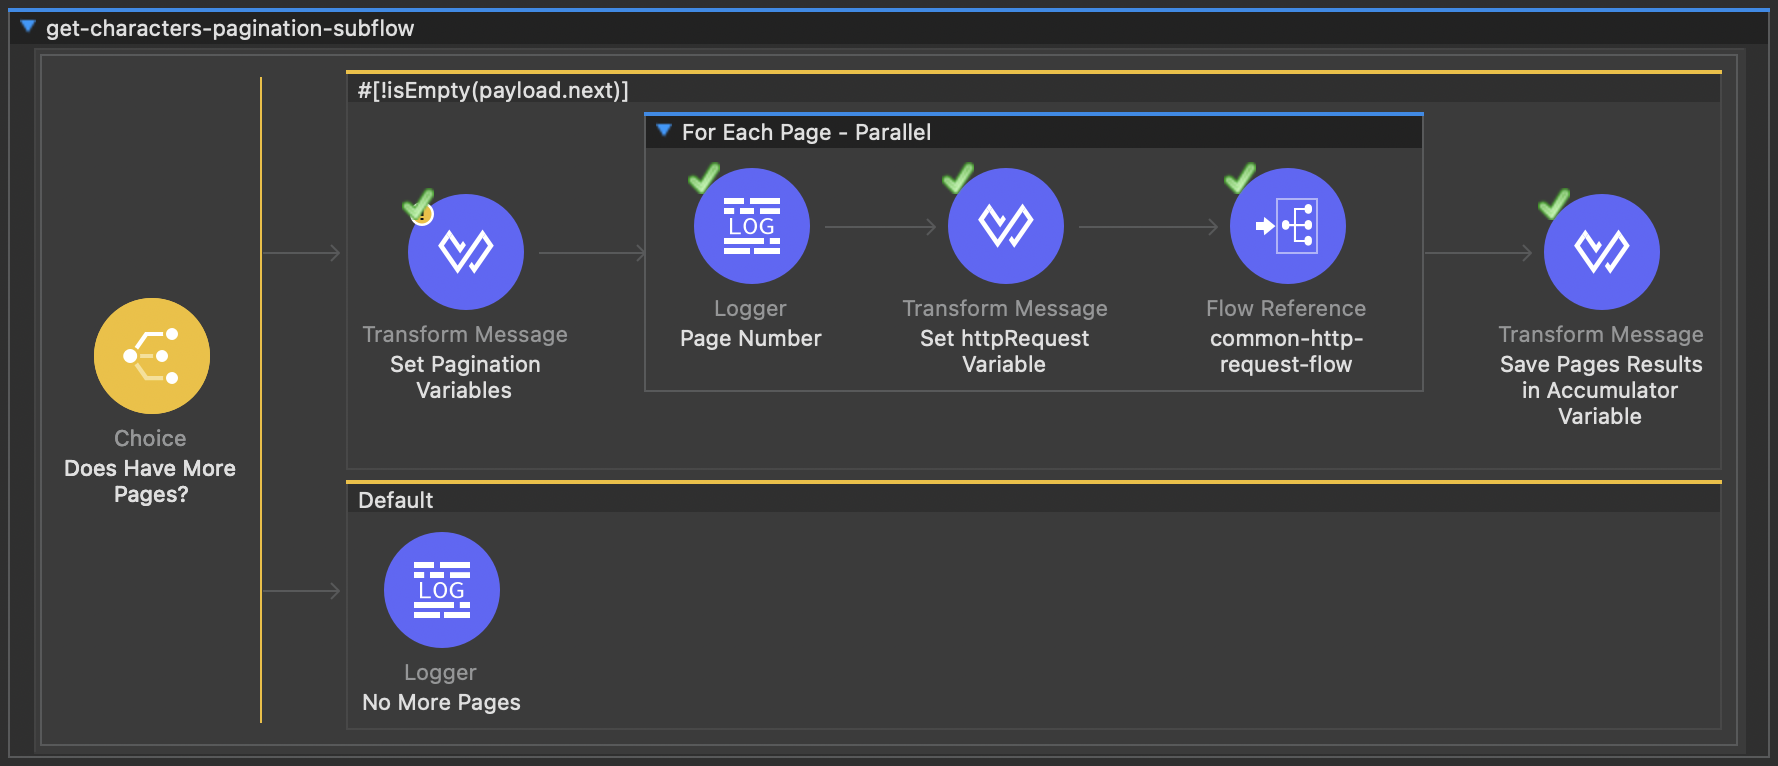 get-characters-pagination-subflow
#[!isEmpty(payload.next)]
For Each Page - Parallel
LOG
Logger
Page Number
Transform Message
Set httpRequest
Variable
Flow Reference
common-http-
request-flow
Transform Message
Set Pagination
Variables
Transform Message
Save Pages Results
in Accumulator
Variable
Choice
Does Have More
Pages?
Default
LOG
Logger
No More Pages